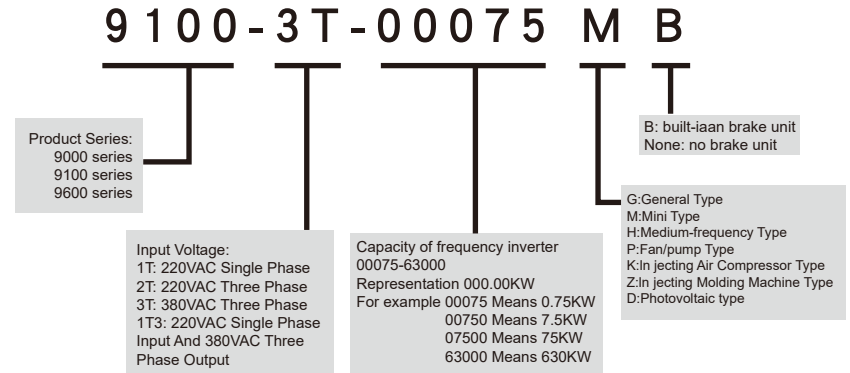 9100-3T-00075 M B
Product Series:
9000 series
9100 series
9600 series
B: built-iaan brake unit
None: no brake unit
G:General Type
M:Mini Type
H:Medium-frequency Type
P:Fan/pump Type
K:In jecting Air Compressor Type
Z:In jecting Molding Machine Type
D:Photovoltaic type
Input Voltage:
1T: 220VAC Single Phase
2T: 220VAC Three Phase
3T: 380VAC Three Phase
1T3: 220VAC Single Phase
Input And 380VAC Three
Phase Output
Capacity of frequency inverter
00075-63000
Representation 000.00KW
For example 00075 Means 0.75KW
00750 Means 7.5KW
07500 Means 75KW
63000 Means 630KW